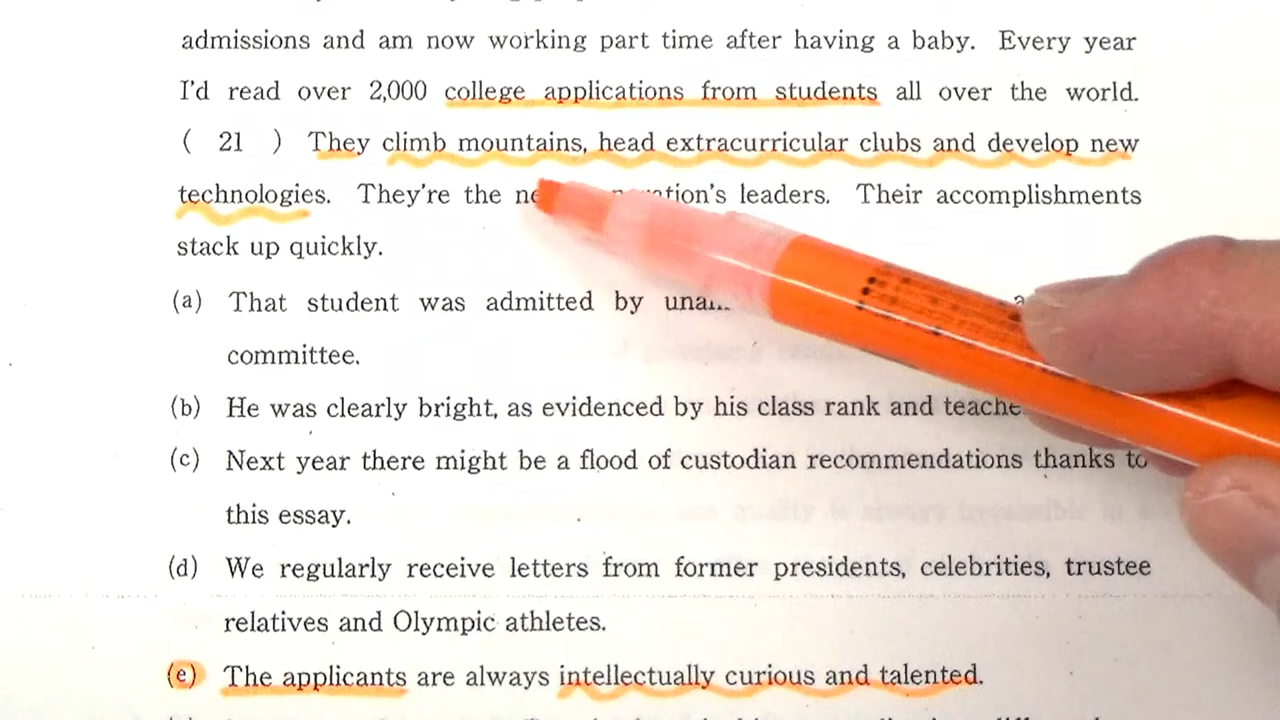 admissions and am now working part time after having a baby. Every year
I'd read over 2,000 college applications from students all over the world.
( 21 ) They climb mountains, head extracurricular clubs and develop new
technologies. They're the leaders. Their accomplishments
stack up quickly.
(a) That student was admitted by
committee.
(b) He was clearly bright, as evidenced by his class rank and
(c) Next year there might be a flood of custodian recommendations thanks to
this essay.
(d) We regularly receive letters from former presidents, celebrities, trustee
relatives and Olympic athletes.
(e) The applicants are always intellectually curious and talented.